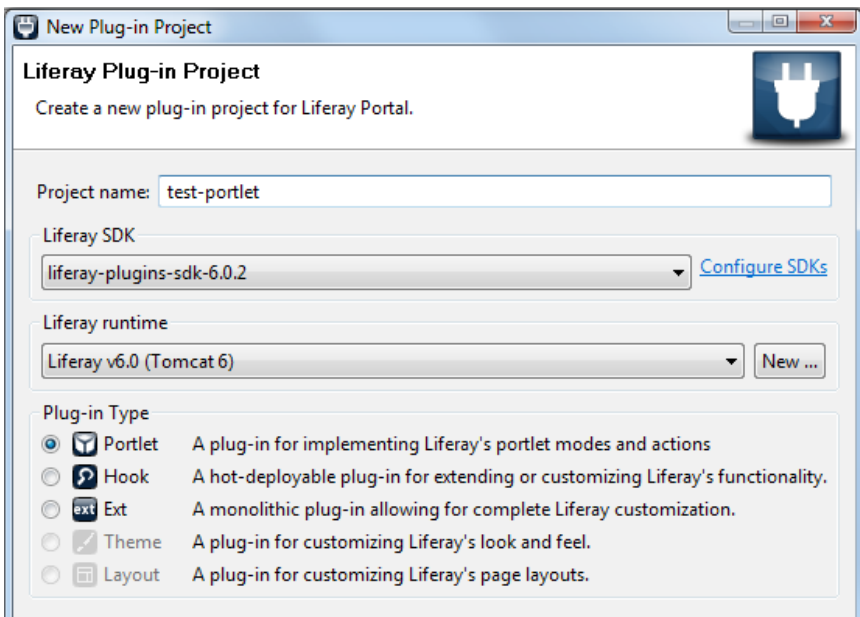 New Plug-in Project
Liferay Plug-in Project
Create a new plug-in project for Liferay Portal.
Project name: test-portlet
Liferay SDK
liferay-plugins-sdk-6.0.2 Configure SDKs
Liferay runtime
Liferay v6.0 (Tomcat 6) New ...
Plug-in Type
Portlet A plug-in for implementing Liferay's portlet modes and actions
Hook A hot-deployable plug-in for extending or customizing Liferay's functionality.
ext Ext A monolithic plug-in allowing for complete Liferay customization.
Theme A plug-in for customizing Liferay's look and feel.
Layout A plug-in for customizing Liferay's page layouts.